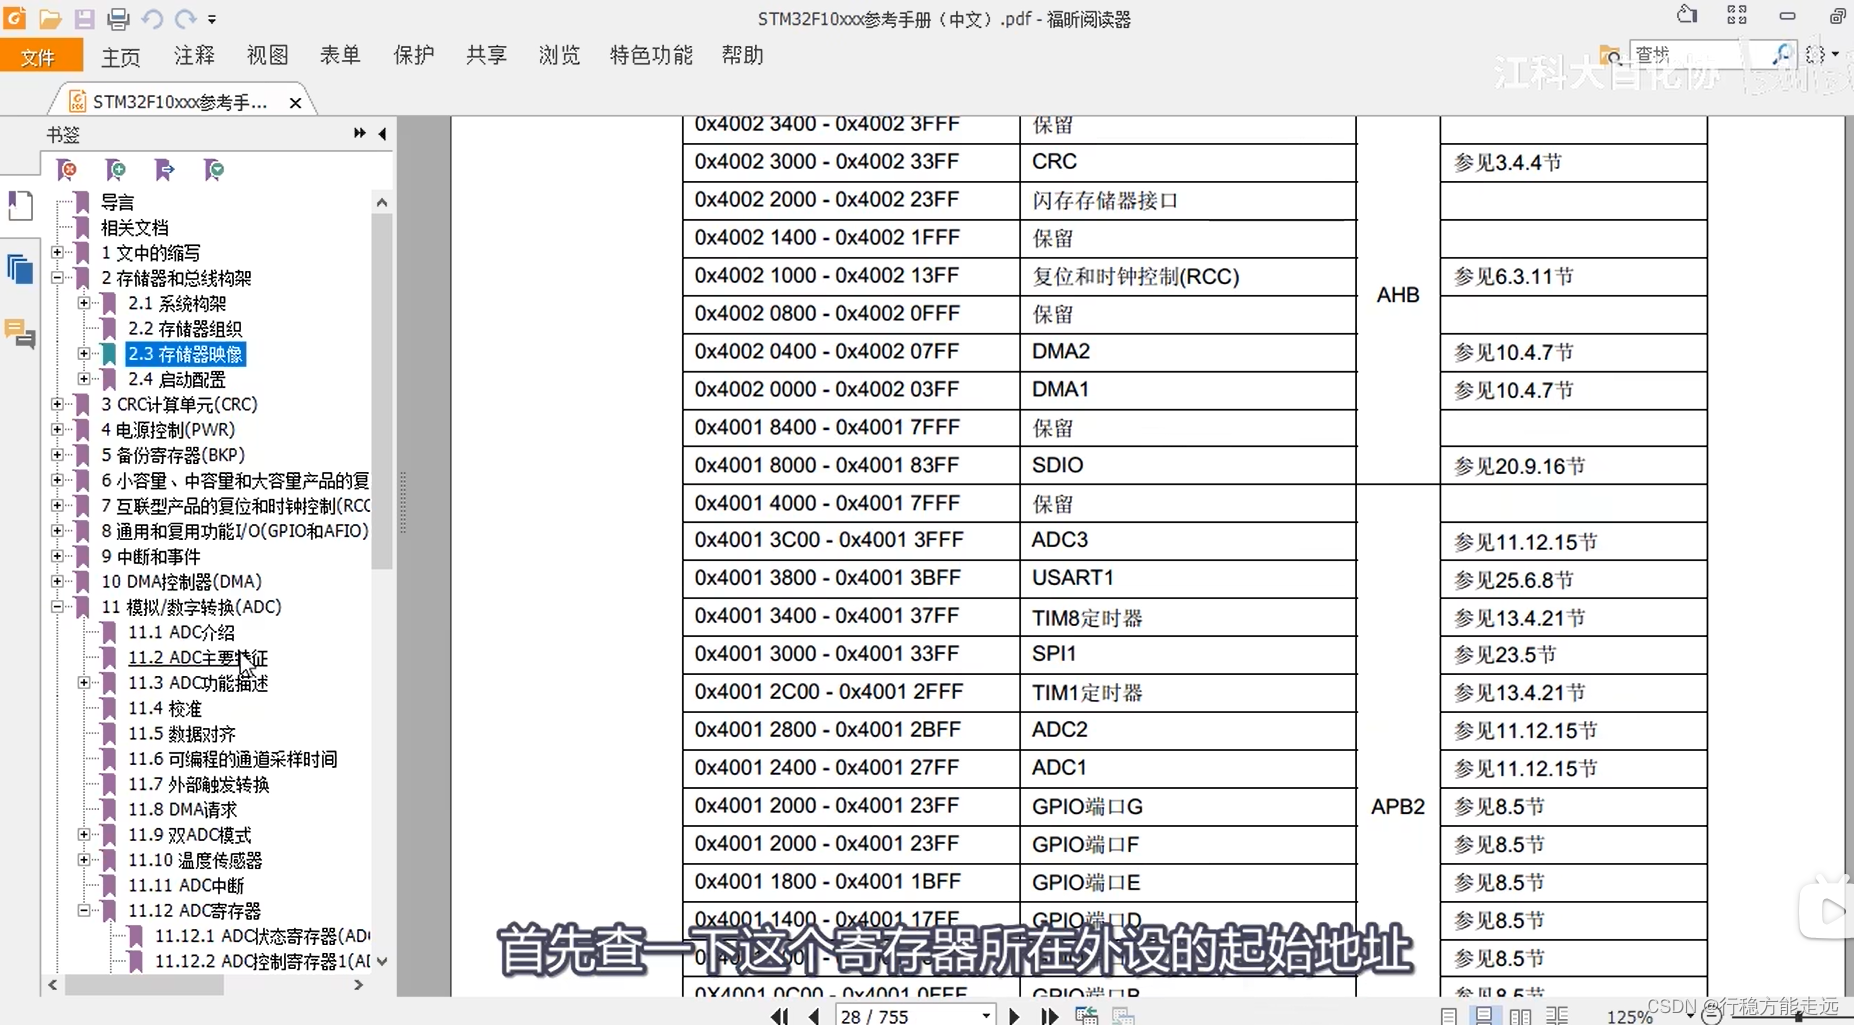 STM32F10xxx参考手册（中文）.pdf - 福昕阅读器
文件 主页 注释 视图 表单 保护 共享 浏览 特色功能 帮助
查找
STM32F10xxx参考手...
书签
导言
相关文档
1 文中的缩写
2 存储器和总线构架
2.1 系统构架
2.2 存储器组织
2.3 存储器映像
2.4 启动配置
3 CRC计算单元(CRC)
4 电源控制(PWR)
5 备份寄存器(BKP)
6 小容量、中容量和大容量产品的复
7 互联型产品的复位和时钟控制(RCC
8 通用和复用功能I/O(GPIO和AFIO)
9 中断和事件
10 DMA控制器(DMA)
11 模拟/数字转换(ADC)
11.1 ADC介绍
11.2 ADC主要特征
11.3 ADC功能描述
11.4 校准
11.5 数据对齐
11.6 可编程的通道采样时间
11.7 外部触发转换
11.8 DMA请求
11.9 双ADC模式
11.10 温度传感器
11.11 ADC中断
11.12 ADC寄存器
11.12.1 ADC状态寄存器(AD
11.12.2 ADC控制寄存器1(AI
0x4002 3400 - 0x4002 3FFF 保留
0x4002 3000 - 0x4002 33FF CRC 参见3.4.4节
0x4002 2000 - 0x4002 23FF 闪存存储器接口
0x4002 1400 - 0x4002 1FFF 保留
0x4002 1000 - 0x4002 13FF 复位和时钟控制(RCC) 参见6.3.11节
AHB
0x4002 0800 - 0x4002 0FFF 保留
0x4002 0400 - 0x4002 07FF DMA2 参见10.4.7节
0x4002 0000 - 0x4002 03FF DMA1 参见10.4.7节
0x4001 8400 - 0x4001 7FFF 保留
0x4001 8000 - 0x4001 83FF SDIO 参见20.9.16节
0x4001 4000 - 0x4001 7FFF 保留
0x4001 3C00 - 0x4001 3FFF ADC3 参见11.12.15节
0x4001 3800 - 0x4001 3BFF USART1 参见25.6.8节
0x4001 3400 - 0x4001 37FF TIM8定时器 参见13.4.21节
0x4001 3000 - 0x4001 33FF SPI1 参见23.5节
0x4001 2C00 - 0x4001 2FFF TIM1定时器 参见13.4.21节
0x4001 2800 - 0x4001 2BFF ADC2 参见11.12.15节
0x4001 2400 - 0x4001 27FF ADC1 参见11.12.15节
0x4001 2000 - 0x4001 23FF GPIO端口G APB2 参见8.5节
0x4001 2000 - 0x4001 23FF GPIO端口F 参见8.5节
0x4001 1800 - 0x4001 1BFF GPIO端口E 参见8.5节
0x4001 1400 - 0x4001 17FF GPIO端口D 参见8.5节
参见8.5节
0X4001 0C00 - 0x4001 0FFF GPIO端口B 参见8.5节
首先查一下这个寄存器所在外设的起始地址
28 / 755
125%
江科大自化协
CSDN @行稳方能走远